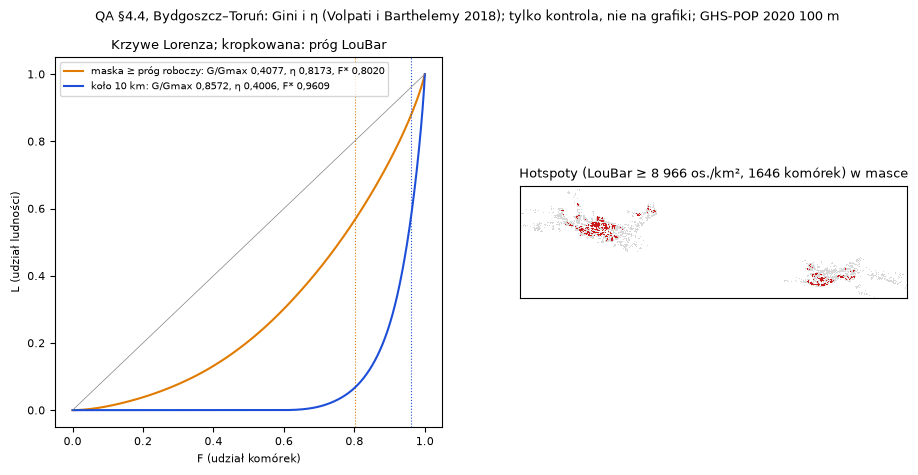 QA §4.4, Bydgoszcz–Toruń: Gini i η (Volpati i Barthelemy 2018); tylko kontrola, nie na grafiki; GHS-POP 2020 100 m
Krzywe Lorenza; kropkowana: próg LouBar
maska ≥ próg roboczy: G/Gmax 0,4077, η 0,8173, F* 0,8020
koło 10 km: G/Gmax 0,8572, η 0,4006, F* 0,9609
1.0
0.8
0.6
0.4
0.2
0.0
L (udział ludności)
0.0 0.2 0.4 0.6 0.8 1.0
F (udział komórek)
Hotspoty (LouBar ≥ 8 966 os./km², 1646 komórek) w masce